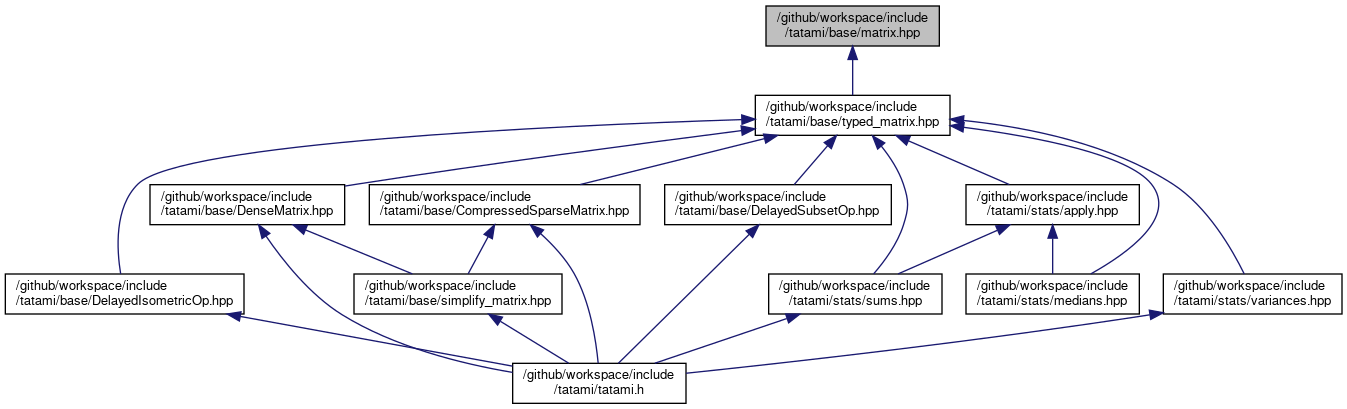 /github/workspace/include
/tatami/base/matrix.hpp
/github/workspace/include
/tatami/base/typed_matrix.hpp
/github/workspace/include
/tatami/base/DenseMatrix.hpp
/github/workspace/include
/tatami/base/CompressedSparseMatrix.hpp
/github/workspace/include
/tatami/base/DelayedSubsetOp.hpp
/github/workspace/include
/tatami/stats/apply.hpp
/github/workspace/include
/tatami/base/DelayedIsometricOp.hpp
/github/workspace/include
/tatami/base/simplify_matrix.hpp
/github/workspace/include
/tatami/stats/sums.hpp
/github/workspace/include
/tatami/stats/medians.hpp
/github/workspace/include
/tatami/stats/variances.hpp
/github/workspace/include
/tatami/tatami.h